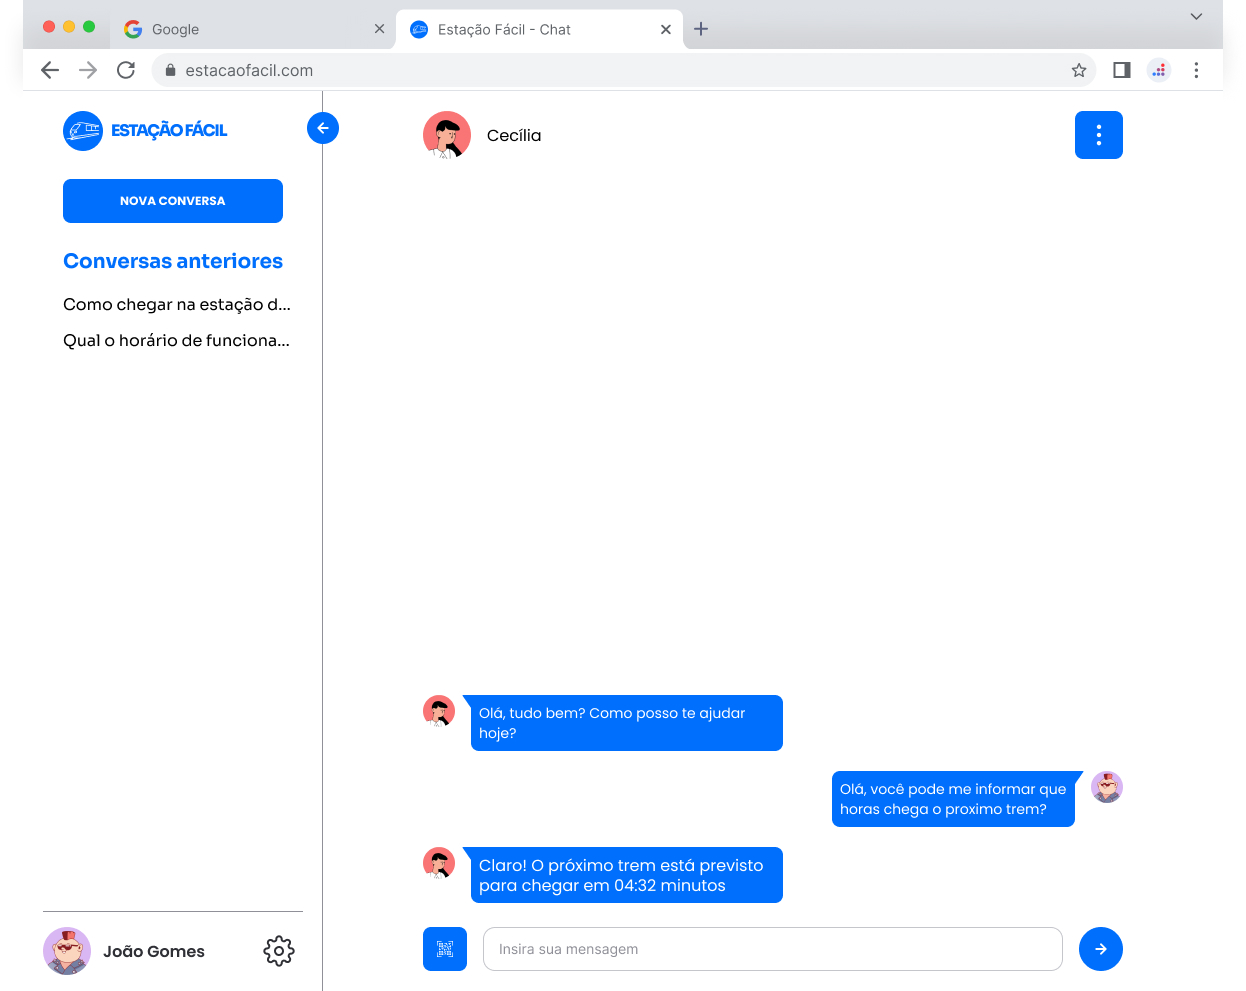 Google
Estação Fácil - Chat
estacaofacil.com
ESTAÇÃO FÁCIL
NOVA CONVERSA
Conversas anteriores
Como chegar na estação d...
Qual o horário de funciona...
João Gomes
Cecília
Olá, tudo bem? Como posso te ajudar
hoje?
Olá, você pode me informar que
horas chega o proximo trem?
Claro! O próximo trem está previsto
para chegar em 04:32 minutos
Insira sua mensagem